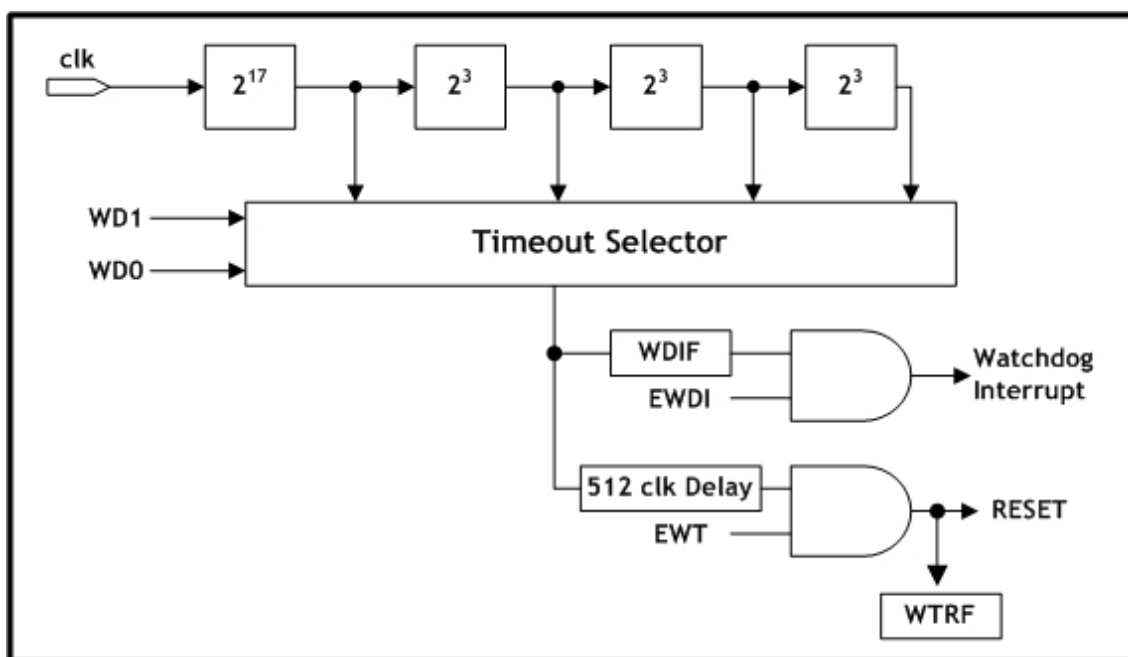 clk
2^17
2^3
2^3
2^3
WD1
Timeout Selector
WD0
WDIF
Watchdog
Interrupt
EWDI
512 clk Delay
RESET
EWT
WTRF